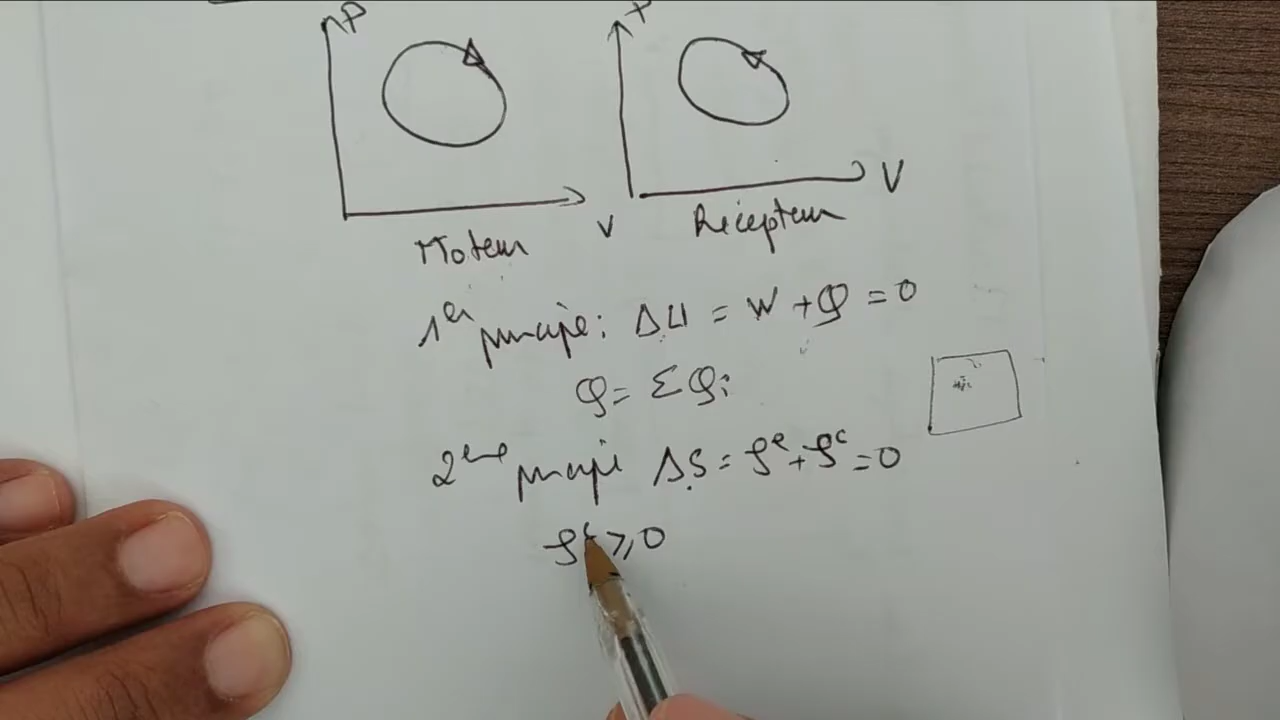 P
V
Moteur
V
Récepteur
1er principe: ΔU = W + Q = 0
Q = ΣQi
2ème principe ΔS = Se + Sc = 0
Sc ⩾ 0